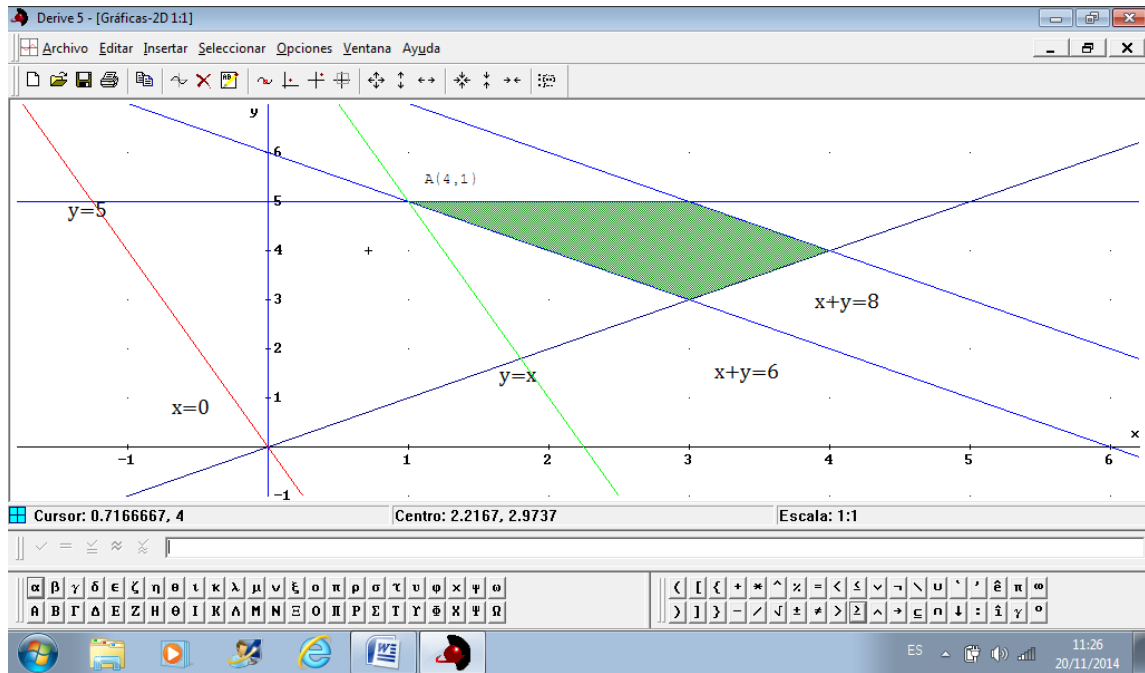 Derive 5 - [Gráficas-2D 1:1]
Archivo Editar Insertar Seleccionar Opciones Ventana Ayuda
y
6
A(4,1)
5
y=5
4
3
x+y=8
2
y=x
x+y=6
1
x=0
x
-1
1
2
3
4
5
6
-1
Cursor: 0.7166667, 4
Centro: 2.2167, 2.9737
Escala: 1:1
α β γ δ ε ζ η θ ι κ λ μ ν ξ ο π ρ σ τ υ φ χ ψ ω
( [ { + * ^ % = < ≤ ∨ ¬ \ ∪ ` ' ê π ∞
Α Β Γ Δ Ε Ζ Η Θ Ι Κ Λ Μ Ν Ξ Ο Π Ρ Σ Τ Υ Φ Χ Ψ Ω
) ] } - / √ ± ≠ > ≥ ∧ → ⊆ ∩ ↓ : î γ °
ES
11:26
20/11/2014